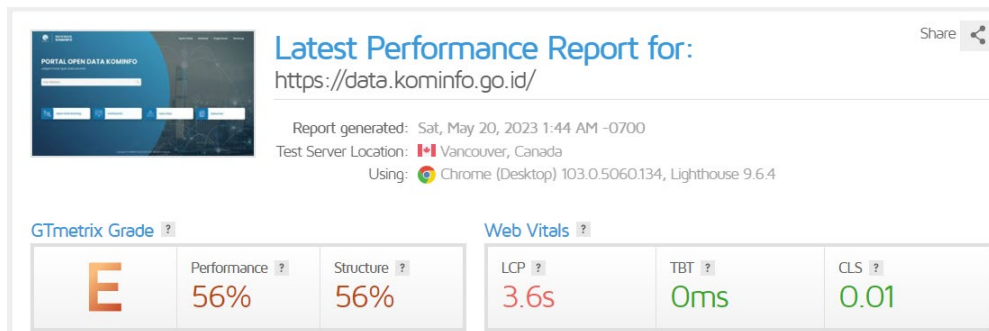 Latest Performance Report for:
Share
https://data.kominfo.go.id/
PORTAL OPEN DATA KOMINFO
Report generated: Sat, May 20, 2023 1:44 AM -0700
Test Server Location: Vancouver, Canada
Using: Chrome (Desktop) 103.0.5060.134, Lighthouse 9.6.4
GTmetrix Grade ?
Web Vitals ?
E
Performance ?
56%
Structure ?
56%
LCP ?
3.6s
TBT ?
0ms
CLS ?
0.01